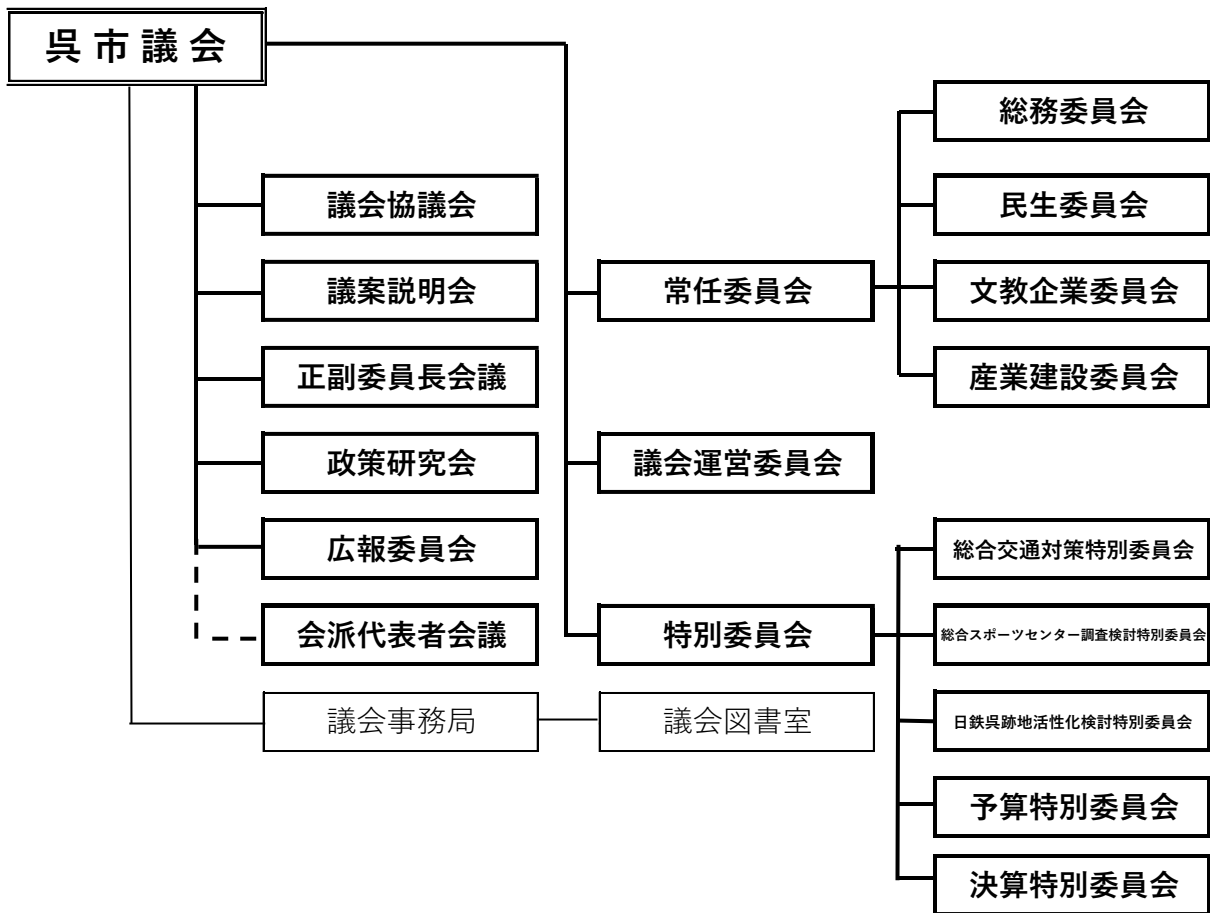 呉市議会
議会協議会
議案説明会
正副委員長会議
政策研究会
広報委員会
会派代表者会議
議会事務局
議会図書室
常任委員会
議会運営委員会
特別委員会
総務委員会
民生委員会
文教企業委員会
産業建設委員会
総合交通対策特別委員会
総合スポーツセンター調査検討特別委員会
日鉄呉跡地活性化検討特別委員会
予算特別委員会
決算特別委員会